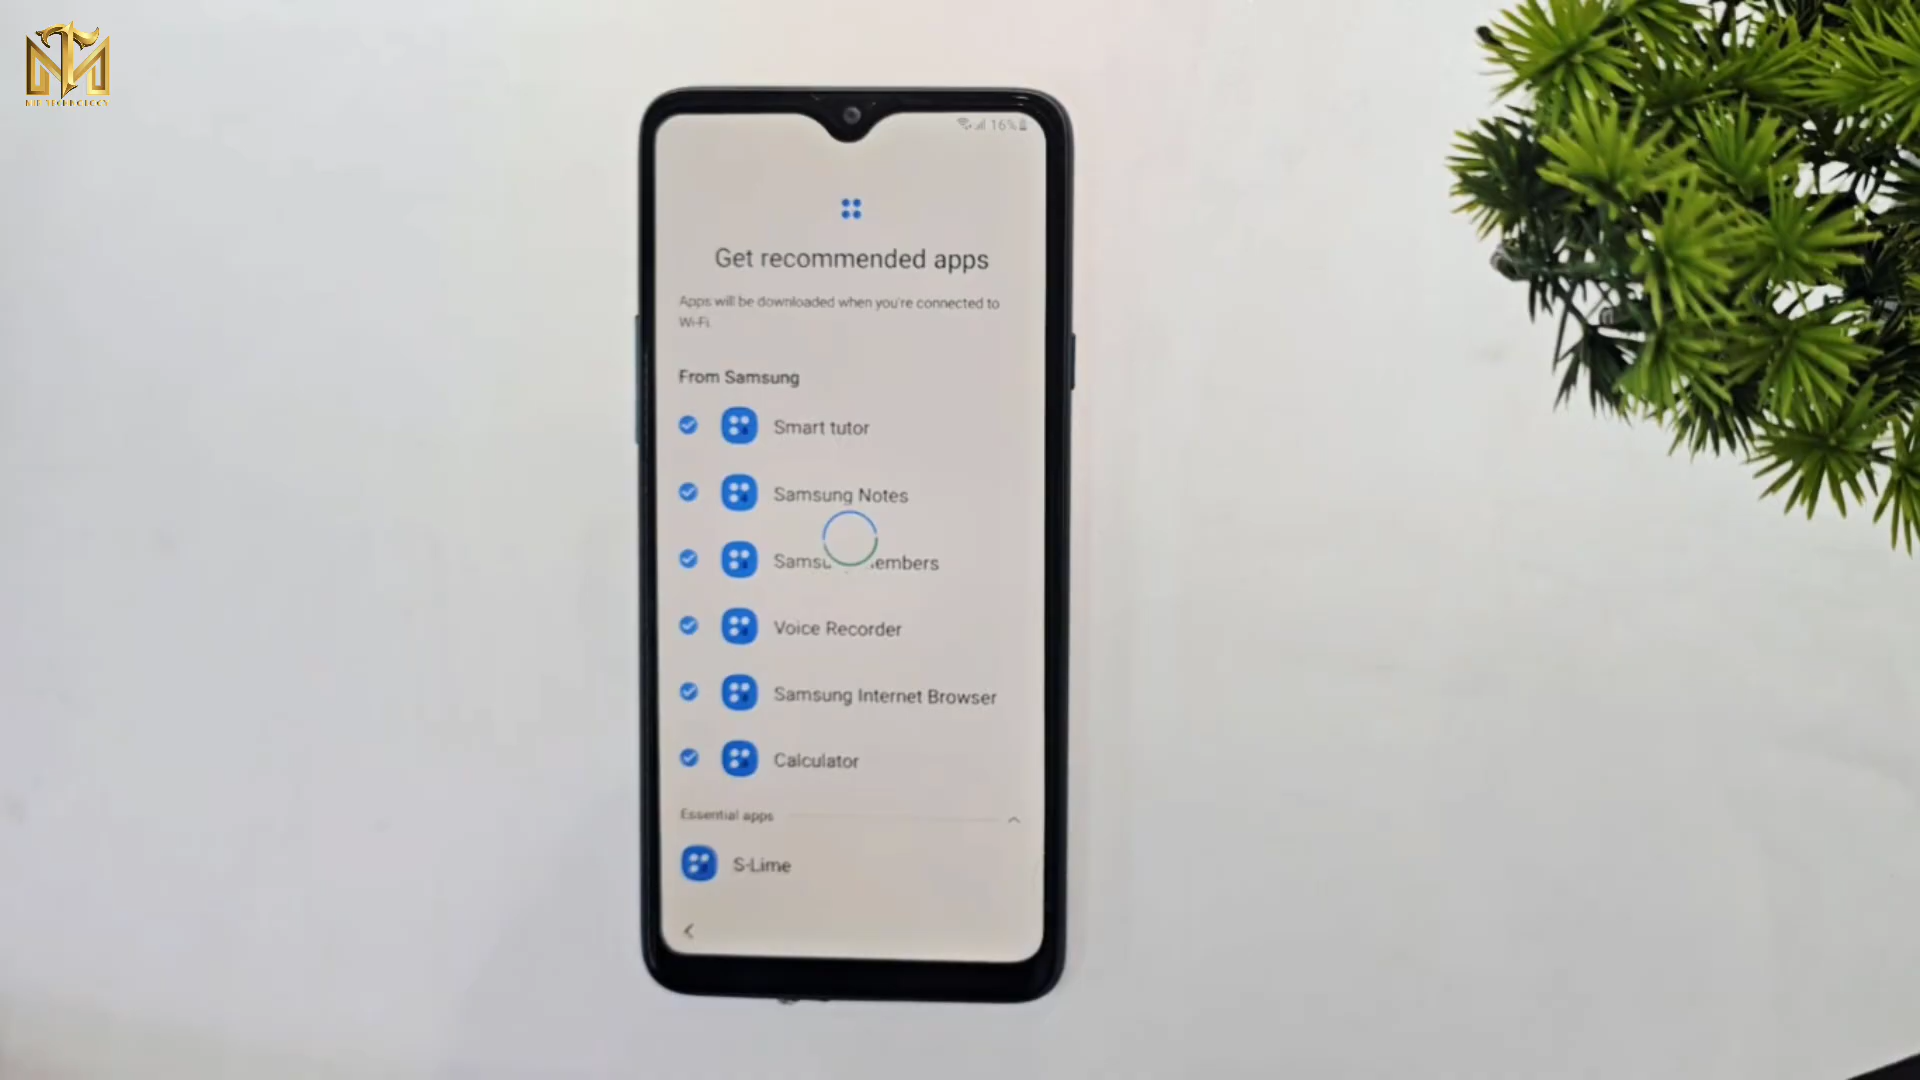 16%
Get recommended apps
Apps will be downloaded when you're connected to
Wi-Fi.
From Samsung
Smart tutor
Samsung Notes
Voice Recorder
Samsung Internet Browser
Calculator
Essential apps
S-Lime